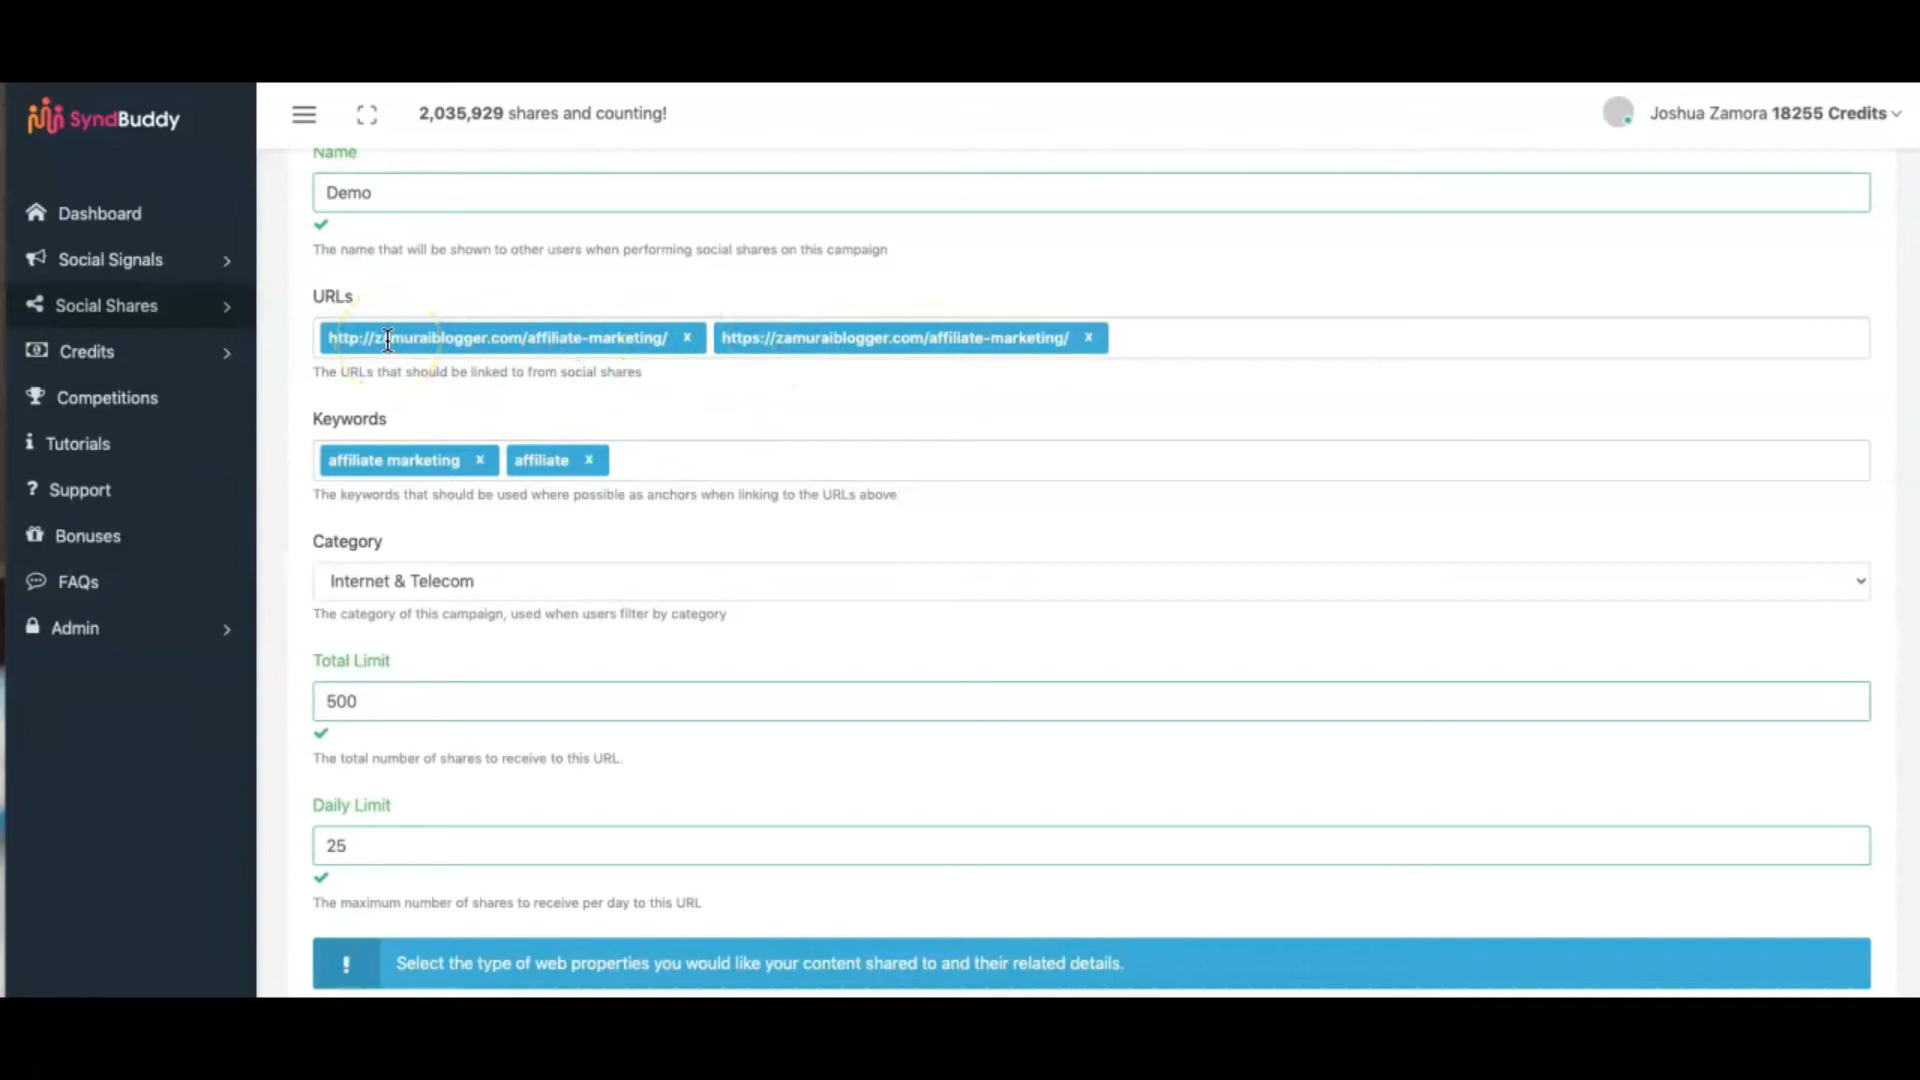 SyndBuddy
2,035,929 shares and counting!
Joshua Zamora 18255 Credits
Dashboard
Social Signals
Social Shares
Credits
Competitions
Tutorials
? Support
Bonuses
FAQs
Admin
Name
Demo
The name that will be shown to other users when performing social shares on this campaign
URLs
http://zamuraiblogger.com/affiliate-marketing/ x https://zamuraiblogger.com/affiliate-marketing/ x
The URLs that should be linked to from social shares
Keywords
affiliate marketing x affiliate x
The keywords that should be used where possible as anchors when linking to the URLs above
Category
Internet & Telecom
The category of this campaign, used when users filter by category
Total Limit
500
The total number of shares to receive to this URL.
Daily Limit
25
The maximum number of shares to receive per day to this URL
! Select the type of web properties you would like your content shared to and their related details.